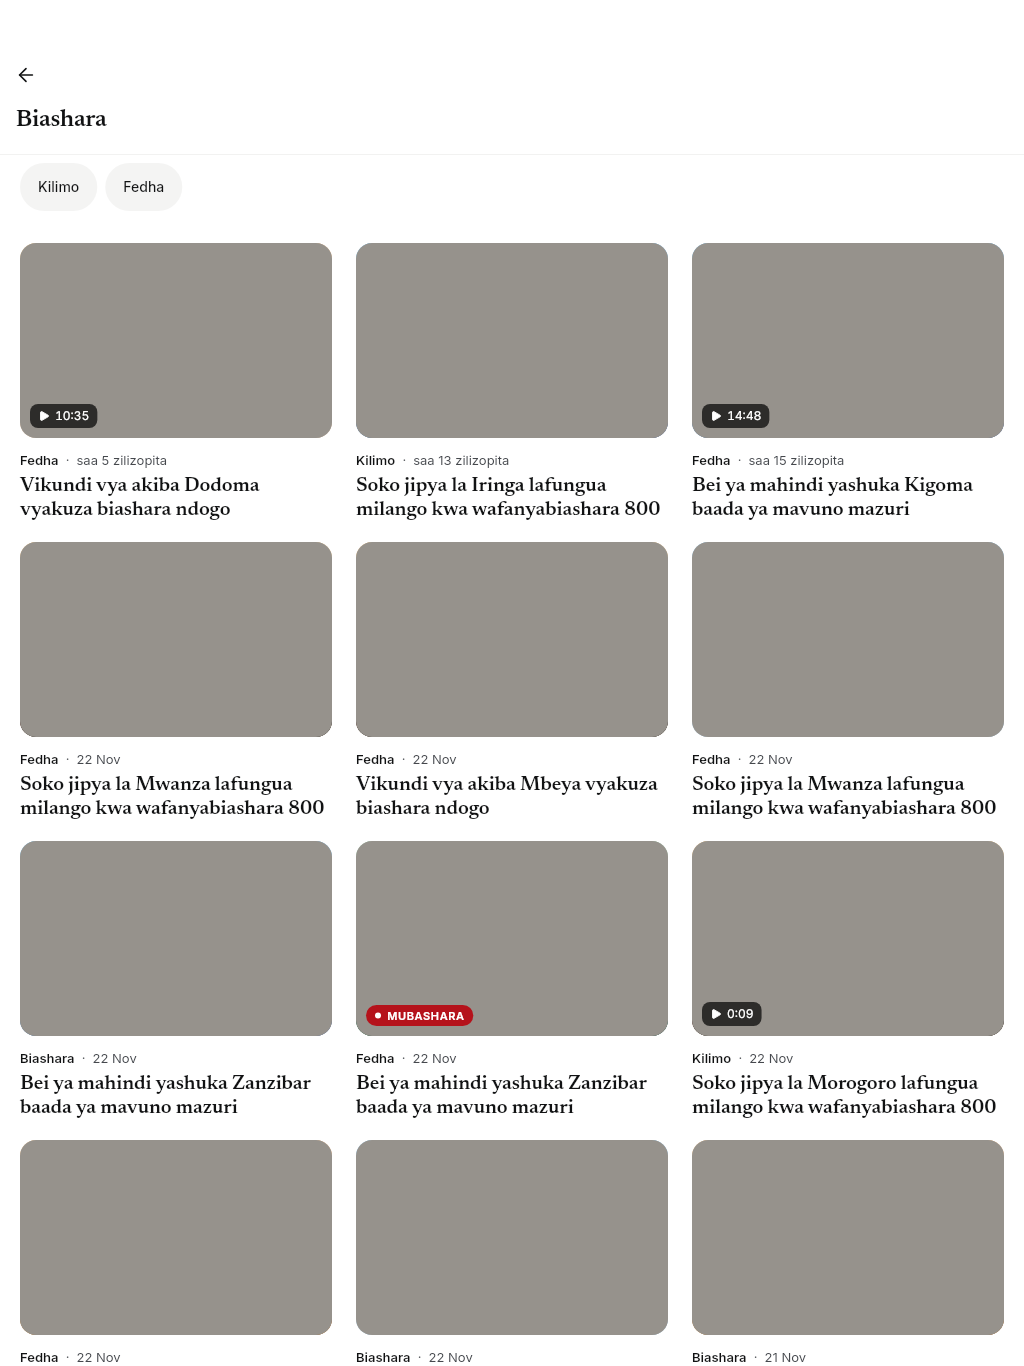 Biashara
Kilimo
Fedha
10:35
Fedha · saa 5 zilizopita
Vikundi vya akiba Dodoma
vyakuza biashara ndogo
Kilimo · saa 13 zilizopita
Soko jipya la Iringa lafungua
milango kwa wafanyabiashara 800
14:48
Fedha · saa 15 zilizopita
Bei ya mahindi yashuka Kigoma
baada ya mavuno mazuri
Fedha · 22 Nov
Soko jipya la Mwanza lafungua
milango kwa wafanyabiashara 800
Fedha · 22 Nov
Vikundi vya akiba Mbeya vyakuza
biashara ndogo
Fedha · 22 Nov
Soko jipya la Mwanza lafungua
milango kwa wafanyabiashara 800
Biashara · 22 Nov
Bei ya mahindi yashuka Zanzibar
baada ya mavuno mazuri
MUBASHARA
Fedha · 22 Nov
Bei ya mahindi yashuka Zanzibar
baada ya mavuno mazuri
0:09
Kilimo · 22 Nov
Soko jipya la Morogoro lafungua
milango kwa wafanyabiashara 800
Fedha · 22 Nov
Biashara · 22 Nov
Biashara · 21 Nov